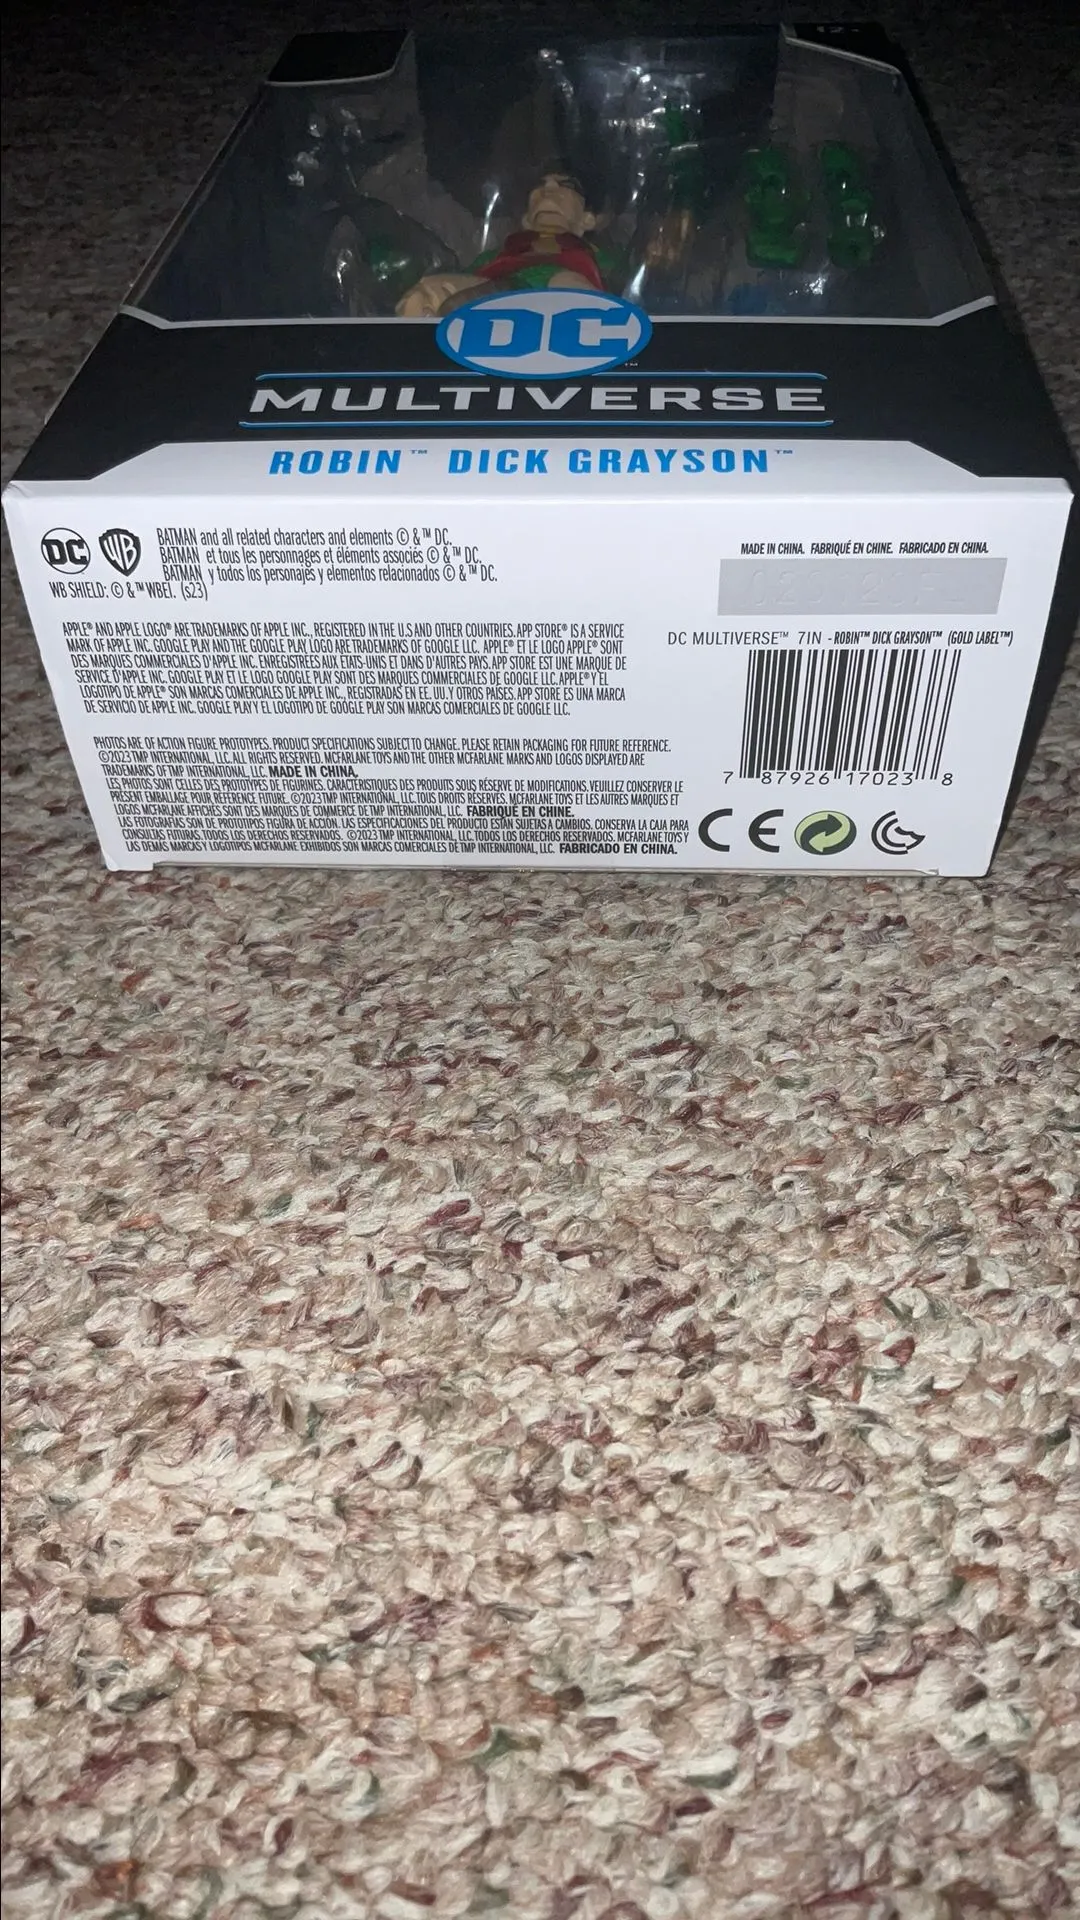 12+
DC
™
MULTIVERSE
ROBIN™ DICK GRAYSON™
DC WB
BATMAN and all related characters and elements © & ™ DC.
BATMAN et tous les personnages et éléments associés © & ™ DC.
BATMAN y todos los personajes y elementos relacionados © & ™ DC.
WB SHIELD: © & ™ WBEI. (s23)
APPLE® AND APPLE LOGO® ARE TRADEMARKS OF APPLE INC., REGISTERED IN THE U.S AND OTHER COUNTRIES. APP STORE® IS A SERVICE
MARK OF APPLE INC. GOOGLE PLAY AND THE GOOGLE PLAY LOGO ARE TRADEMARKS OF GOOGLE LLC. APPLE® ET LE LOGO APPLE® SONT
DES MARQUES COMMERCIALES D'APPLE INC. ENREGISTRÉES AUX ÉTATS-UNIS ET DANS D'AUTRES PAYS. APP STORE EST UNE MARQUE DE
SERVICE D'APPLE INC. GOOGLE PLAY ET LE LOGO GOOGLE PLAY SONT DES MARQUES COMMERCIALES DE GOOGLE LLC. APPLE® Y EL
LOGOTIPO DE APPLE® SON MARCAS COMERCIALES DE APPLE INC., REGISTRADAS EN EE. UU. Y OTROS PAÍSES. APP STORE ES UNA MARCA
DE SERVICIO DE APPLE INC. GOOGLE PLAY Y EL LOGOTIPO DE GOOGLE PLAY SON MARCAS COMERCIALES DE GOOGLE LLC.
PHOTOS ARE OF ACTION FIGURE PROTOTYPES. PRODUCT SPECIFICATIONS SUBJECT TO CHANGE. PLEASE RETAIN PACKAGING FOR FUTURE REFERENCE.
©2023 TMP INTERNATIONAL, LLC. ALL RIGHTS RESERVED. MCFARLANE TOYS AND THE OTHER MCFARLANE MARKS AND LOGOS DISPLAYED ARE
TRADEMARKS OF TMP INTERNATIONAL, LLC. MADE IN CHINA.
LES PHOTOS SONT CELLES DES PROTOTYPES DE FIGURINES. CARACTÉRISTIQUES DES PRODUITS SOUS RÉSERVE DE MODIFICATIONS. VEUILLEZ CONSERVER LE
PRÉSENT EMBALLAGE POUR RÉFÉRENCE FUTURE. ©2023 TMP INTERNATIONAL, LLC. TOUS DROITS RÉSERVÉS. MCFARLANE TOYS ET LES AUTRES MARQUES ET
LOGOS MCFARLANE AFFICHÉS SONT DES MARQUES DE COMMERCE DE TMP INTERNATIONAL, LLC. FABRIQUÉ EN CHINE.
LAS FOTOGRAFÍAS SON DE PROTOTIPOS FIGURA DE ACCIÓN. LAS ESPECIFICACIONES DEL PRODUCTO ESTÁN SUJETAS A CAMBIOS. CONSERVA LA CAJA PARA
CONSULTAS FUTURAS. TODOS LOS DERECHOS RESERVADOS. ©2023 TMP INTERNATIONAL, LLC. TODOS LOS DERECHOS RESERVADOS. MCFARLANE TOYS Y
LAS DEMÁS MARCAS Y LOGOTIPOS MCFARLANE EXHIBIDOS SON MARCAS COMERCIALES DE TMP INTERNATIONAL, LLC. FABRICADO EN CHINA.
MADE IN CHINA. FABRIQUÉ EN CHINE. FABRICADO EN CHINA.
DC MULTIVERSE™ 7IN - ROBIN™ DICK GRAYSON™ (GOLD LABEL™)
7 87926 17023 8
CE